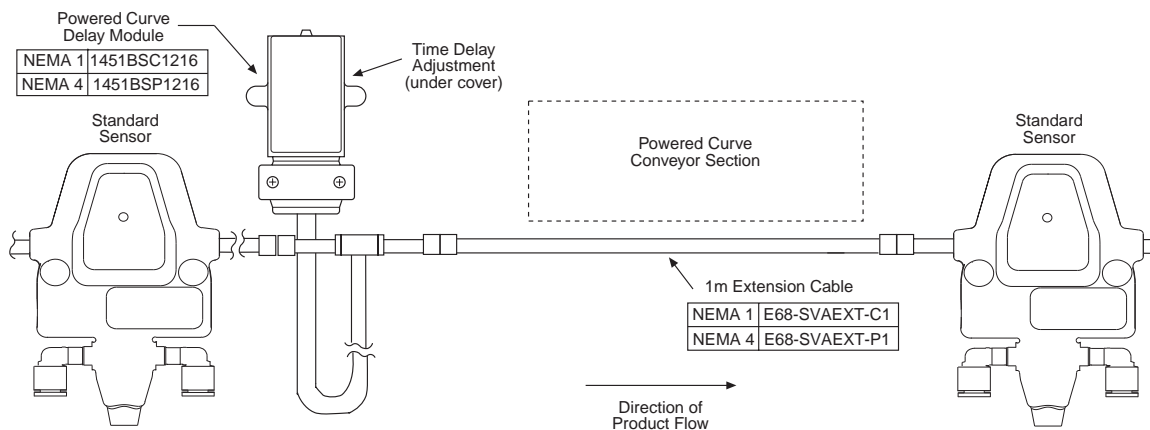 Powered Curve
Delay Module
NEMA 1 1451BSC1216
NEMA 4 1451BSP1216
Time Delay
Adjustment
(under cover)
Standard
Sensor
Powered Curve
Conveyor Section
Standard
Sensor
1m Extension Cable
NEMA 1 E68-SVAEXT-C1
NEMA 4 E68-SVAEXT-P1
Direction of
Product Flow